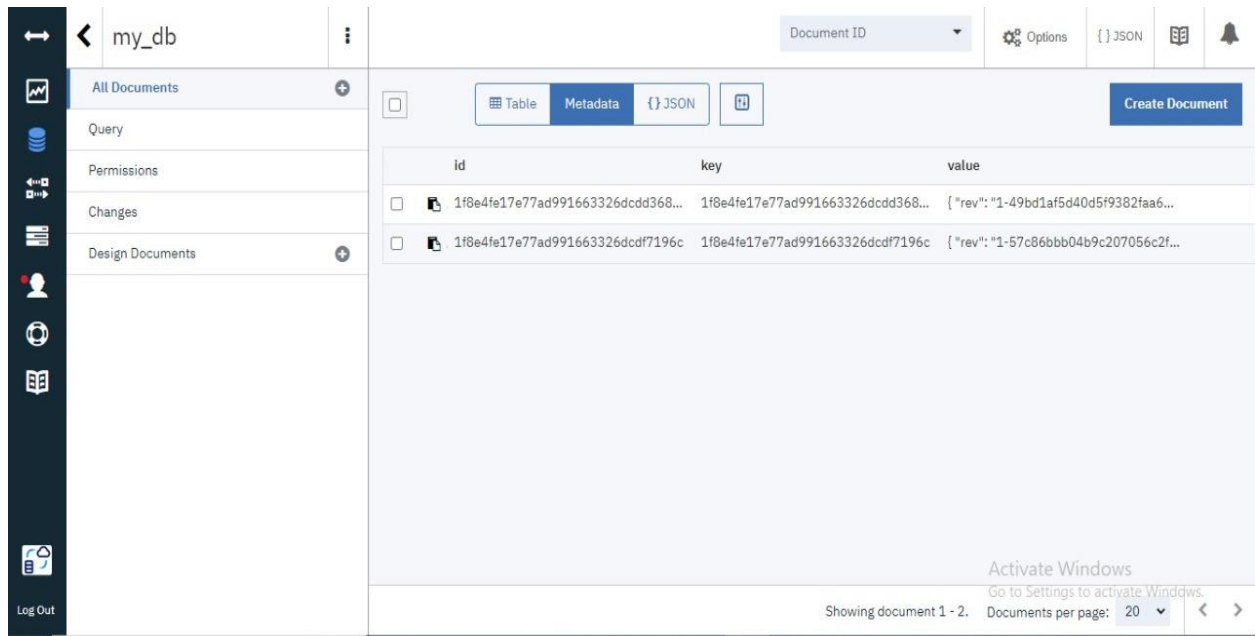 my_db
Document ID
Options
{ } JSON
All Documents
Query
Permissions
Changes
Design Documents
Table
Metadata
{ } JSON
Create Document
id key value
1f8e4fe17e77ad991663326dcdd368... 1f8e4fe17e77ad991663326dcdd368... { "rev": "1-49bd1af5d40d5f9382faa6...
1f8e4fe17e77ad991663326dcdf7196c 1f8e4fe17e77ad991663326dcdf7196c { "rev": "1-57c86bbb04b9c207056c2f...
Activate Windows
Go to Settings to activate Windows.
Log Out
Showing document 1 - 2. Documents per page: 20